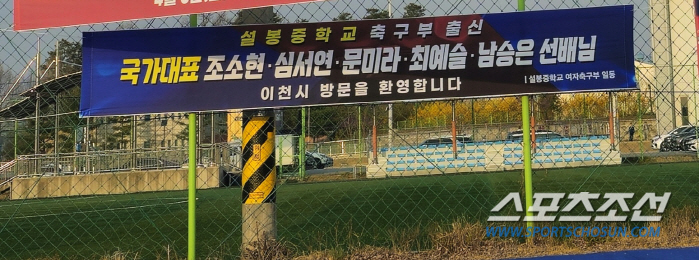 설봉중학교 축구부 출신
국가대표 조소현·심서연·문미라·최예슬·남승은 선배님
이천시 방문을 환영합니다
설봉중학교 여자축구부 일동
스포츠조선
WWW.SPORTSCHOSUN.COM